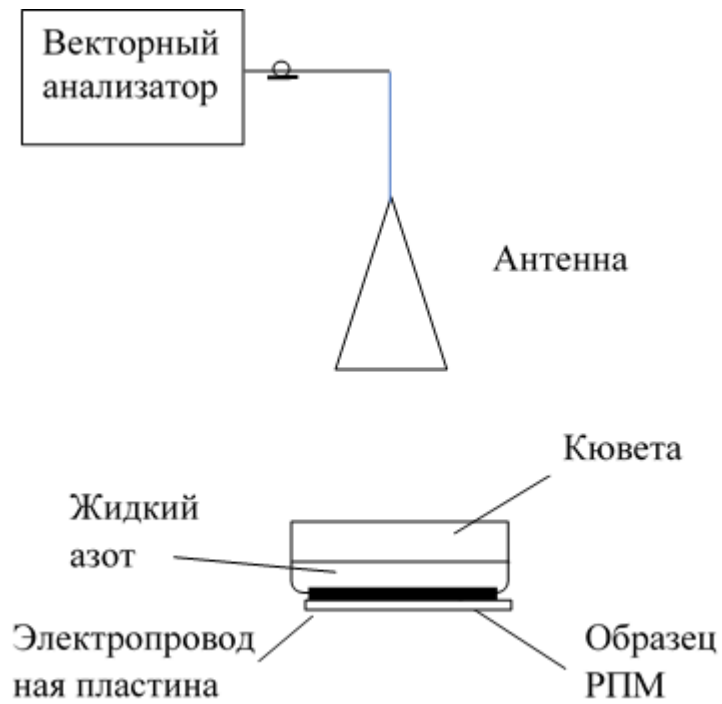 Векторный
анализатор
Антенна
Кювета
Жидкий
азот
Электропровод
ная пластина
Образец
РПМ